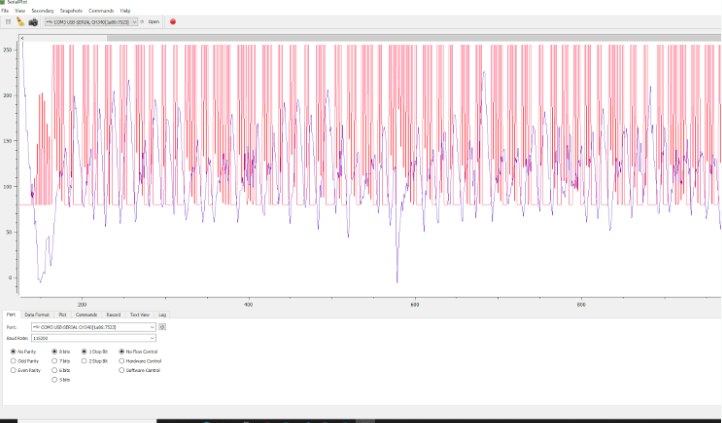 SerialPlot
File View Secondary Snapshots Commands Help
COM3 USB-SERIAL CH340[1a86:7523] Open
250
200
150
100
50
0
200 400 600 800
Port Data Format Plot Commands Record Text View Log
Port: COM3 USB-SERIAL CH340[1a86:7523]
Baud Rate: 115200
No Parity 8 bits 1 Stop Bit No Flow Control
Odd Parity 7 bits 2 Stop Bit Hardware Control
Even Parity 6 bits Software Control
5 bits